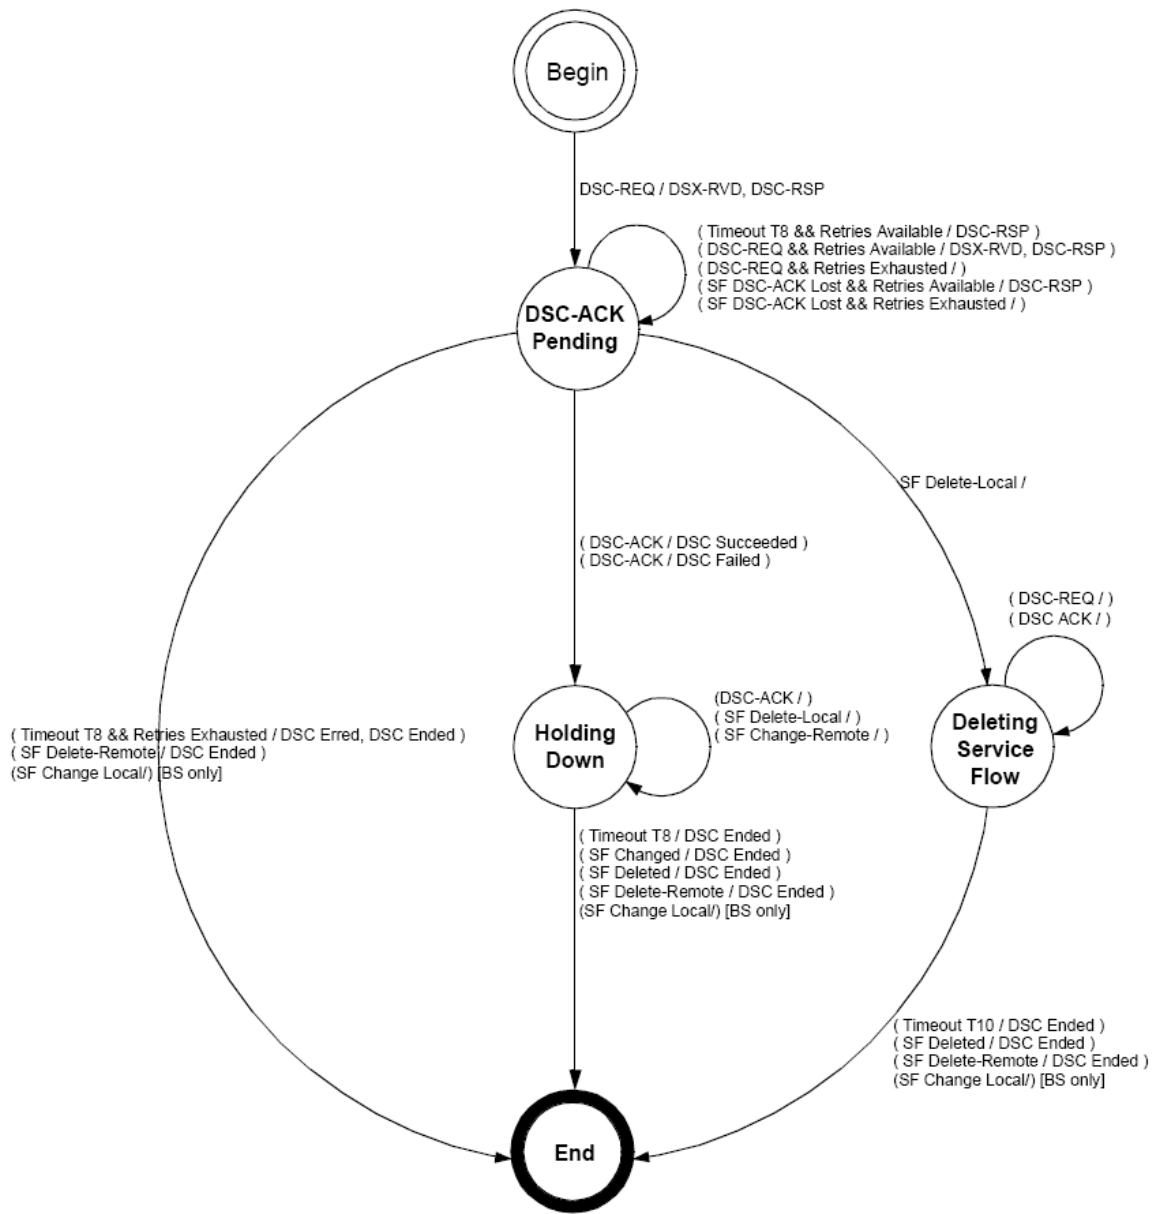 Begin
DSC-REQ / DSX-RVD, DSC-RSP
( Timeout T8 && Retries Available / DSC-RSP )
( DSC-REQ && Retries Available / DSX-RVD, DSC-RSP )
( DSC-REQ && Retries Exhausted / )
( SF DSC-ACK Lost && Retries Available / DSC-RSP )
( SF DSC-ACK Lost && Retries Exhausted / )
DSC-ACK
Pending
SF Delete-Local /
( DSC-ACK / DSC Succeeded )
( DSC-ACK / DSC Failed )
( DSC-REQ / )
( DSC ACK / )
(DSC-ACK / )
( SF Delete-Local / )
( SF Change-Remote / )
Holding
Down
Deleting
Service
Flow
( Timeout T8 && Retries Exhausted / DSC Erred, DSC Ended )
( SF Delete-Remote / DSC Ended )
(SF Change Local/) [BS only]
( Timeout T8 / DSC Ended )
( SF Changed / DSC Ended )
( SF Deleted / DSC Ended )
( SF Delete-Remote / DSC Ended )
(SF Change Local/) [BS only]
( Timeout T10 / DSC Ended )
( SF Deleted / DSC Ended )
( SF Delete-Remote / DSC Ended )
(SF Change Local/) [BS only]
End